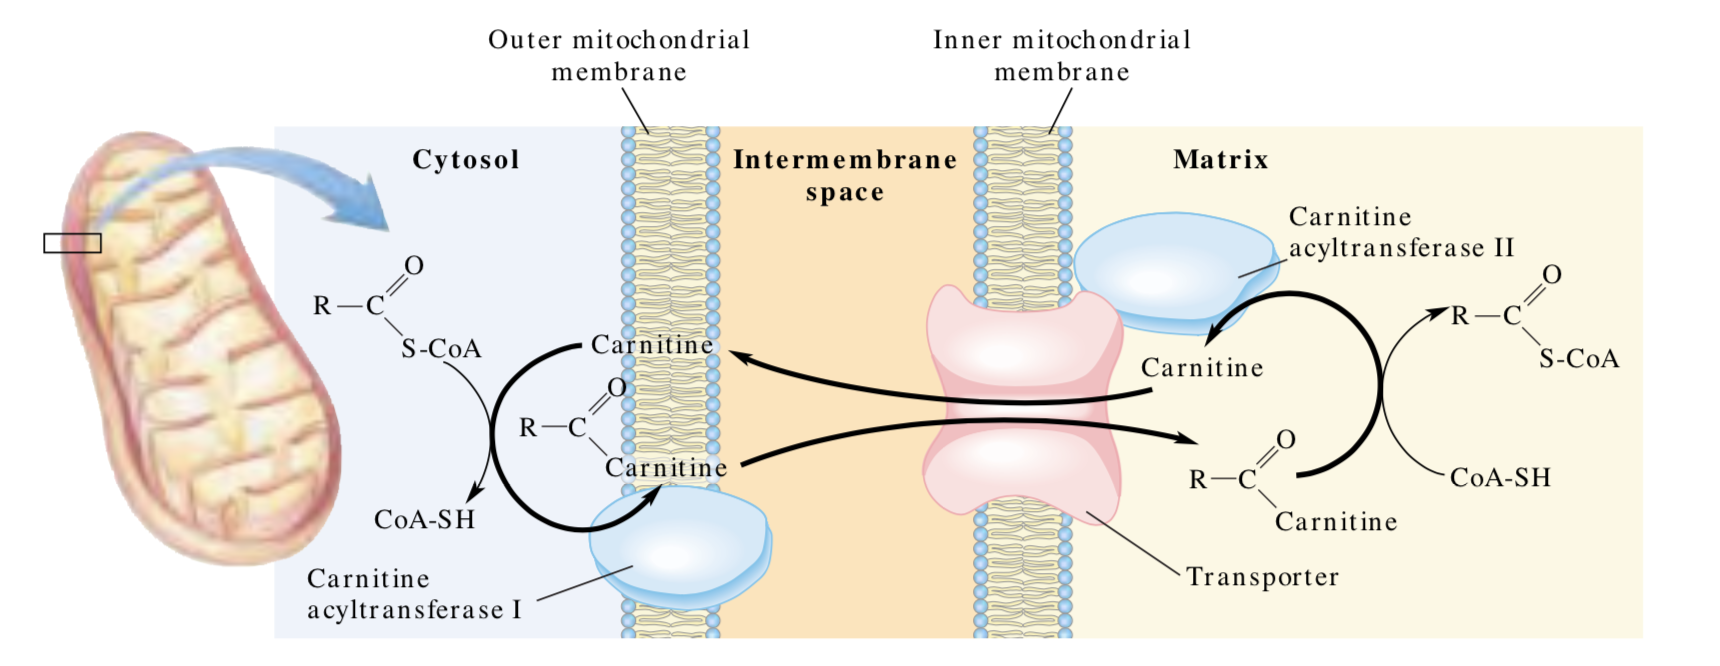 Outer mitochondrial
membrane
Inner mitochondrial
membrane
Cytosol
Intermembrane
space
Matrix
Carnitine
acyltransferase II
O
R—C
S-CoA
Carnitine
O
R—C
Carnitine
CoA-SH
Carnitine
acyltransferase I
Carnitine
O
R—C
S-CoA
O
R—C
Carnitine
CoA-SH
Transporter